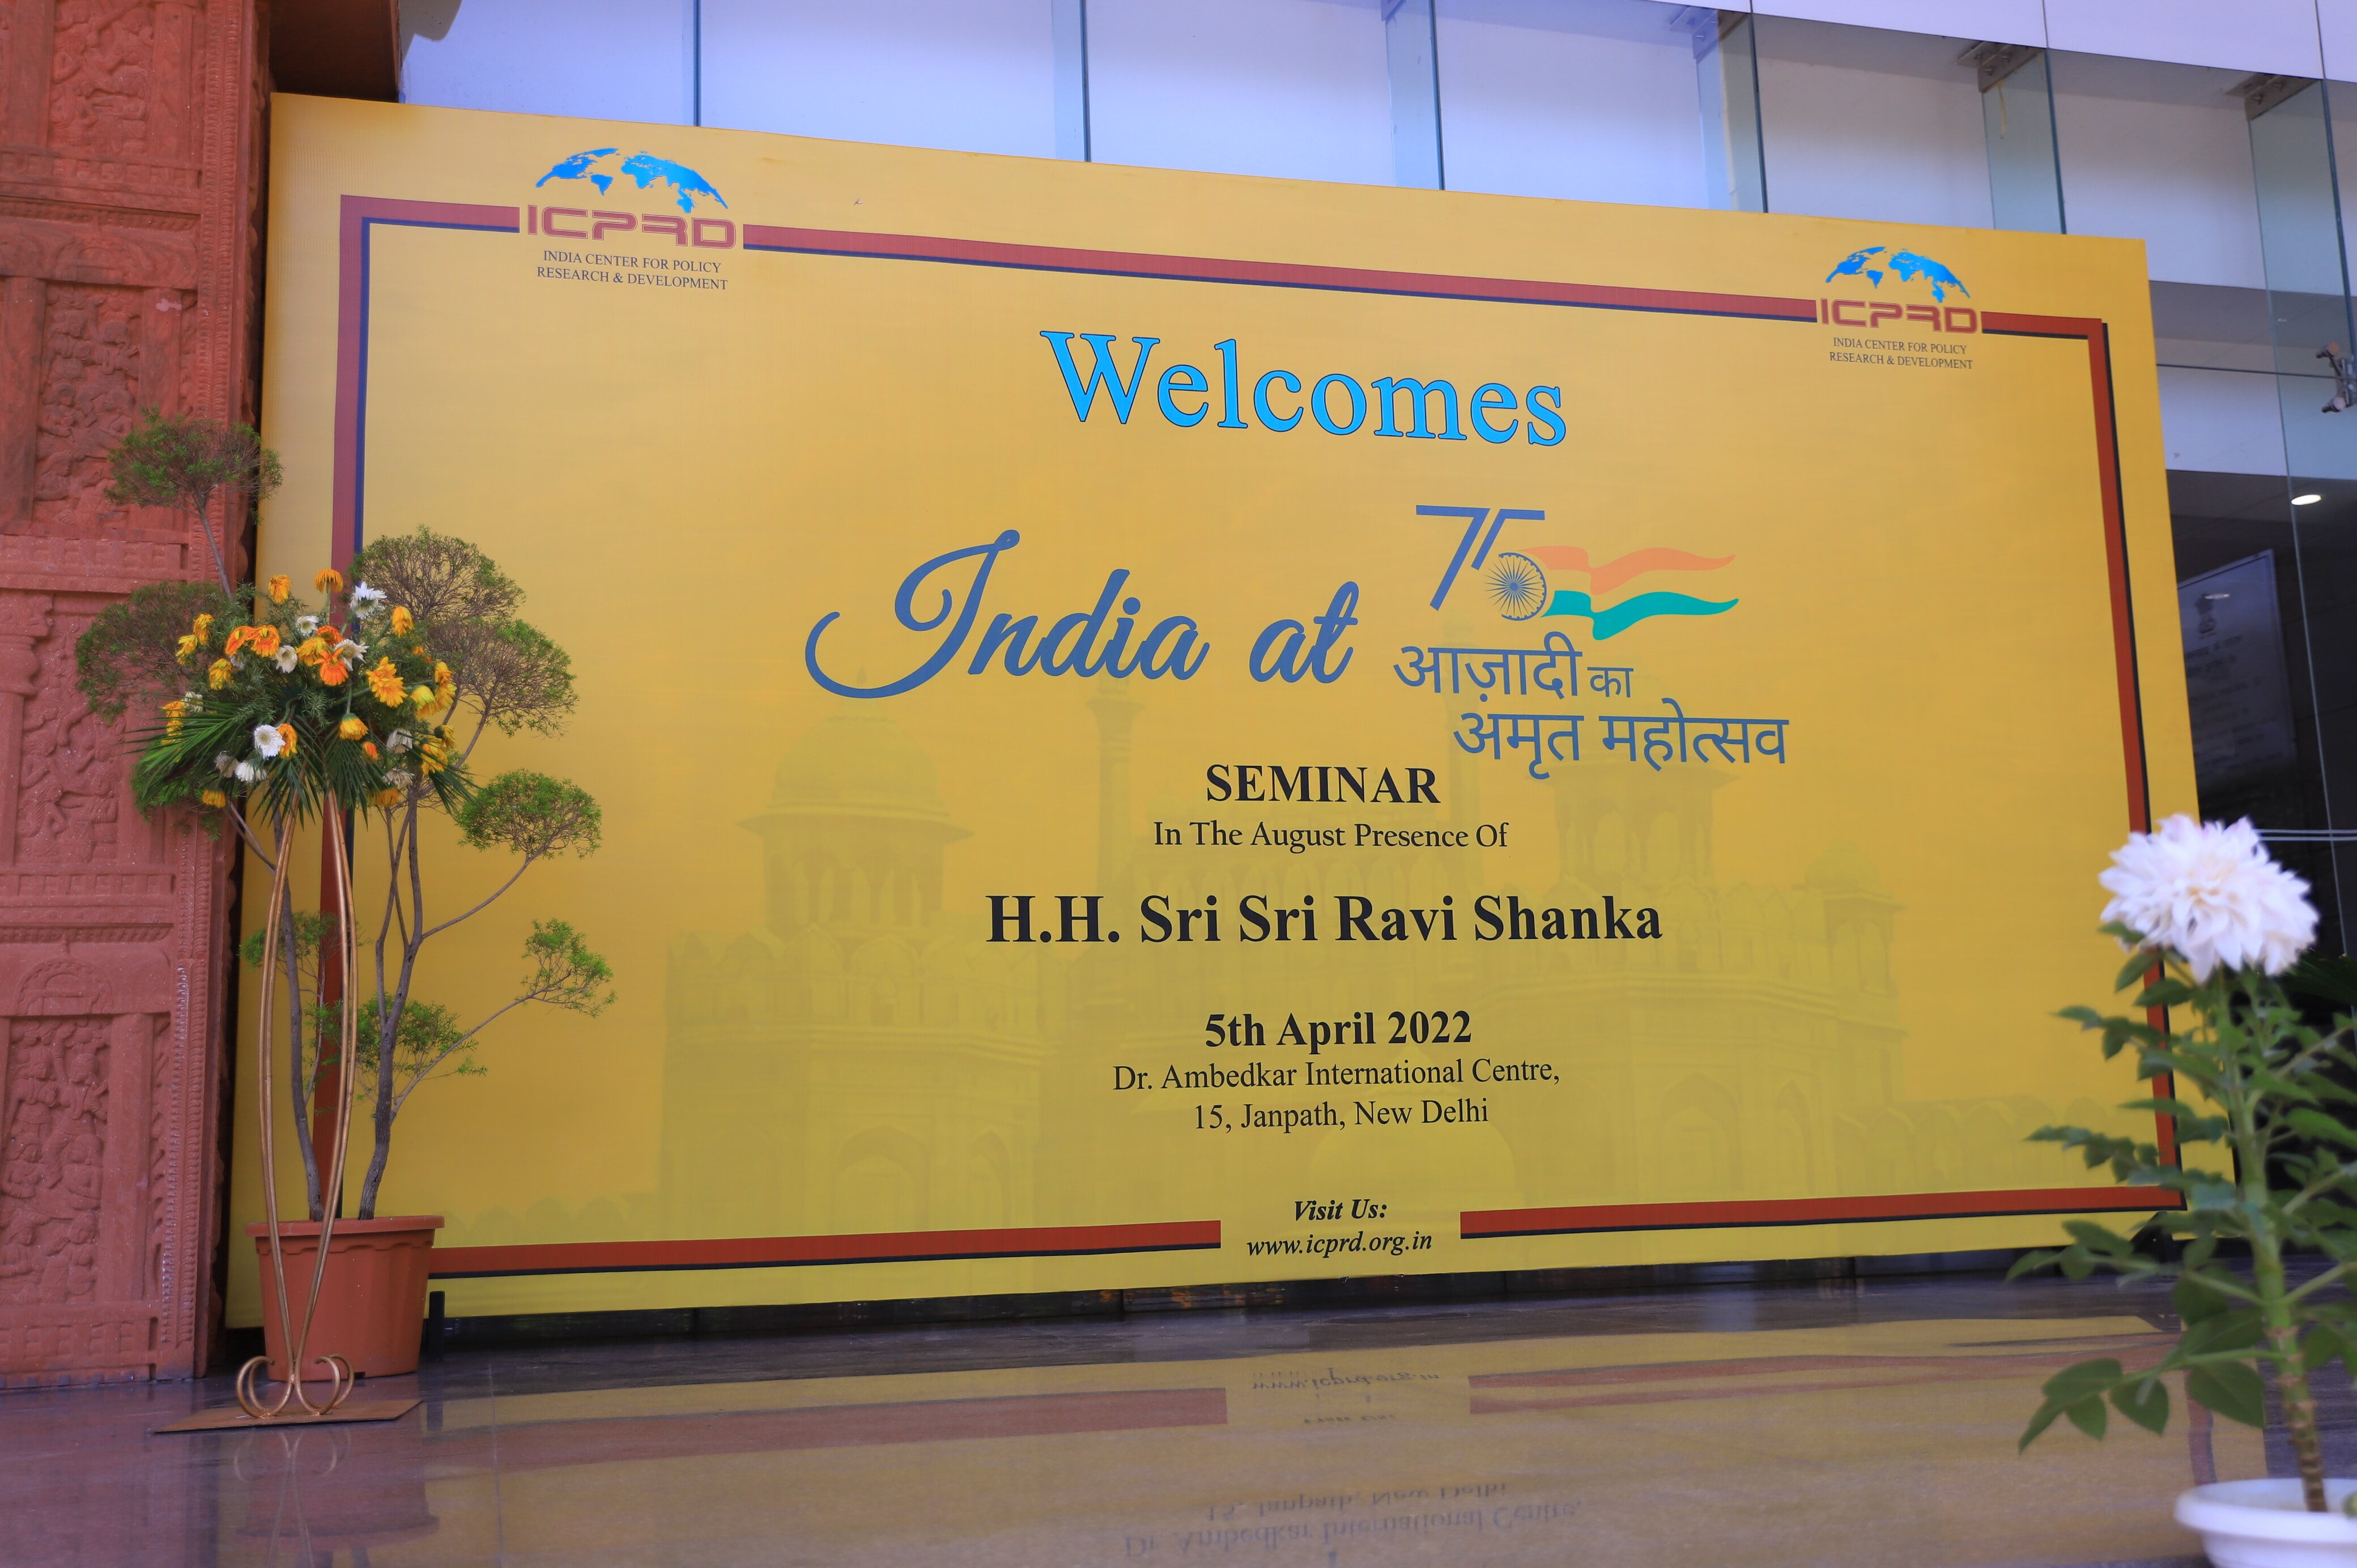 ICPRD
INDIA CENTER FOR POLICY
RESEARCH & DEVELOPMENT
ICPRD
INDIA CENTER FOR POLICY
RESEARCH & DEVELOPMENT
Welcomes
India at 75
आज़ादी का
अमृत महोत्सव
SEMINAR
In The August Presence Of
H.H. Sri Sri Ravi Shanka
5th April 2022
Dr. Ambedkar International Centre,
15, Janpath, New Delhi
Visit Us:
www.icprd.org.in